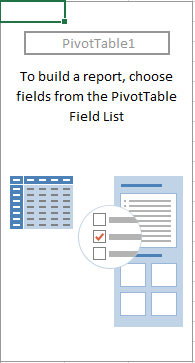 PivotTable1
To build a report, choose
fields from the PivotTable
Field List